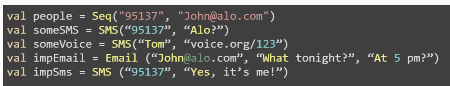 val people = Seq("95137", "John@alo.com")
val someSMS = SMS(“95137”, “Alo?”)
val someVoice = SMS(“Tom”, “voice.org/123”)
val impEmail = Email (“John@alo.com”, “What tonight?”, “At 5 pm?”)
val impSms = SMS (“95137”, “Yes, it’s me!”)